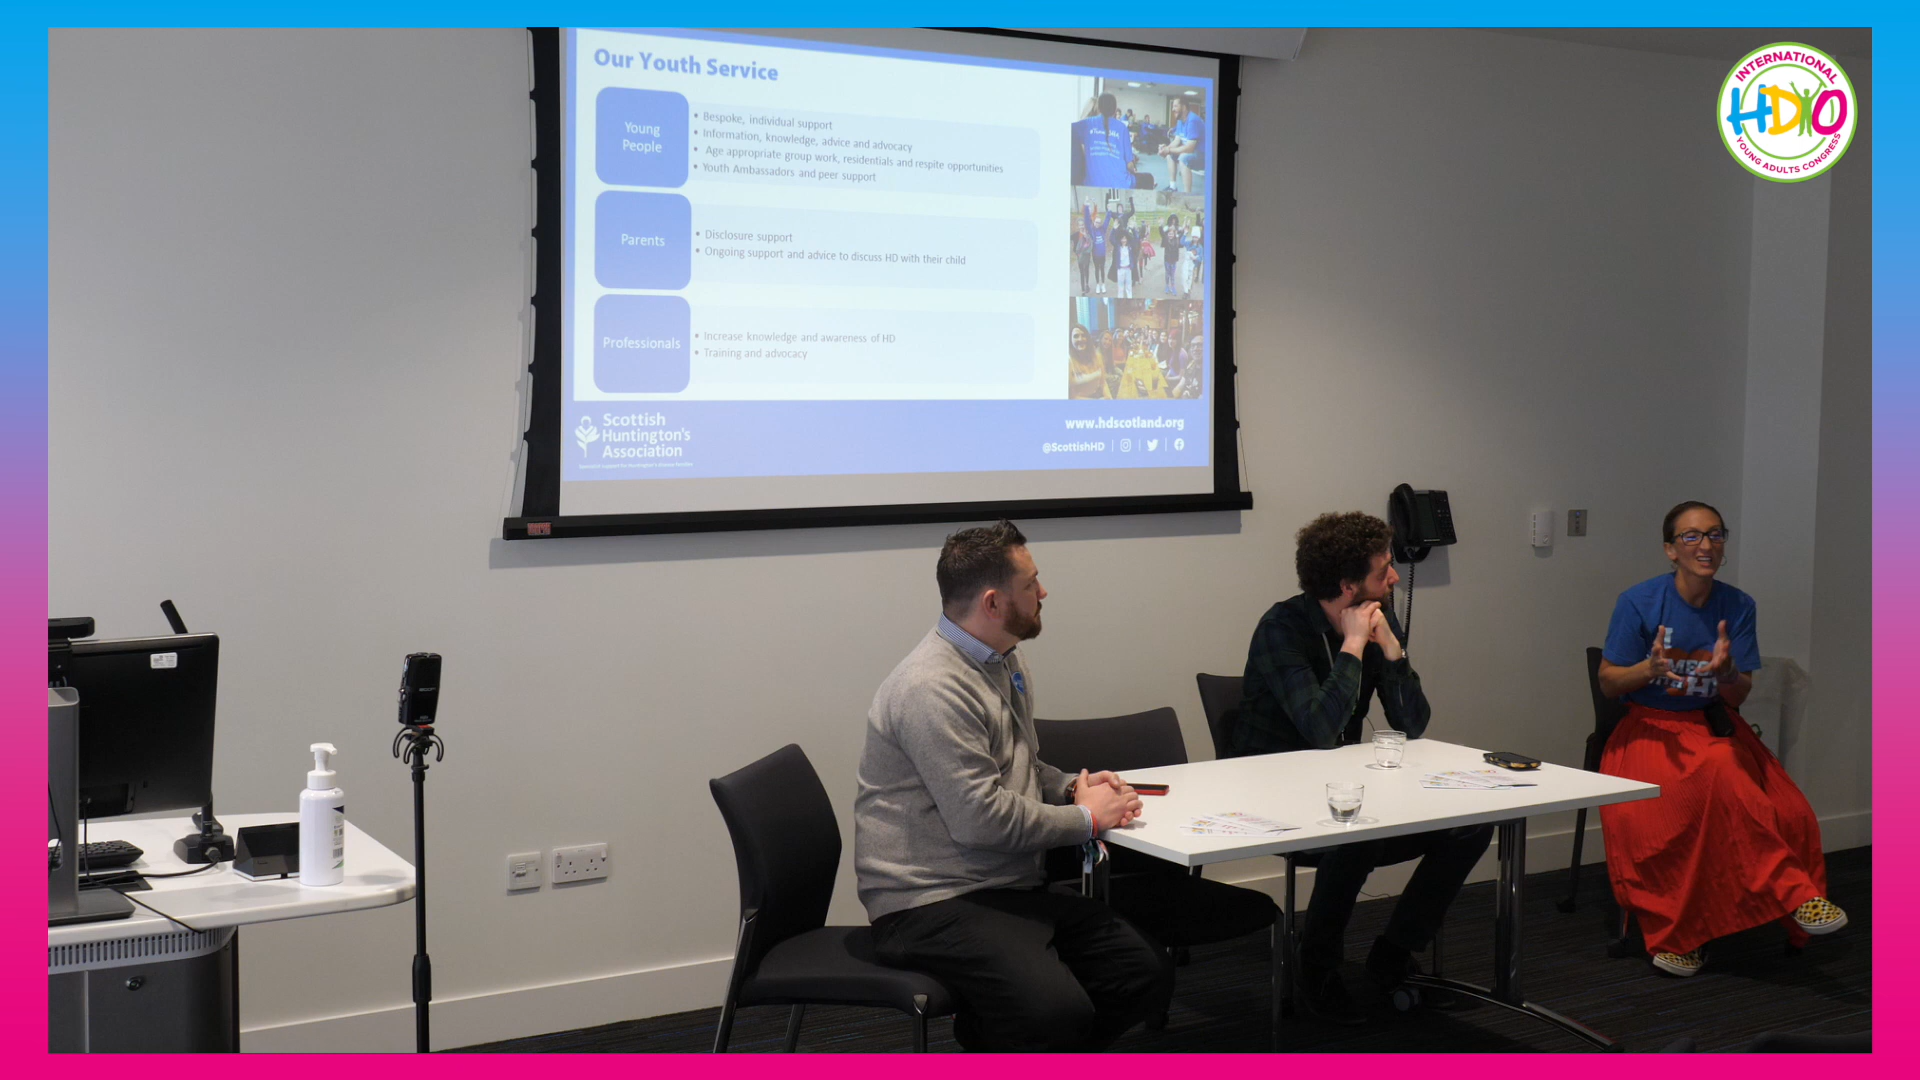 Our Youth Service
Young
People
• Bespoke, individual support
• Information, knowledge, advice and advocacy
• Age appropriate group work, residentials and respite opportunities
• Youth Ambassadors and peer support
Parents
• Disclosure support
• Ongoing support and advice to discuss HD with their child
Professionals
• Increase knowledge and awareness of HD
• Training and advocacy
Scottish
Huntington's
Association
www.hdscotland.org
@ScottishHD
INTERNATIONAL
HDYO
YOUNG ADULTS CONGRESS